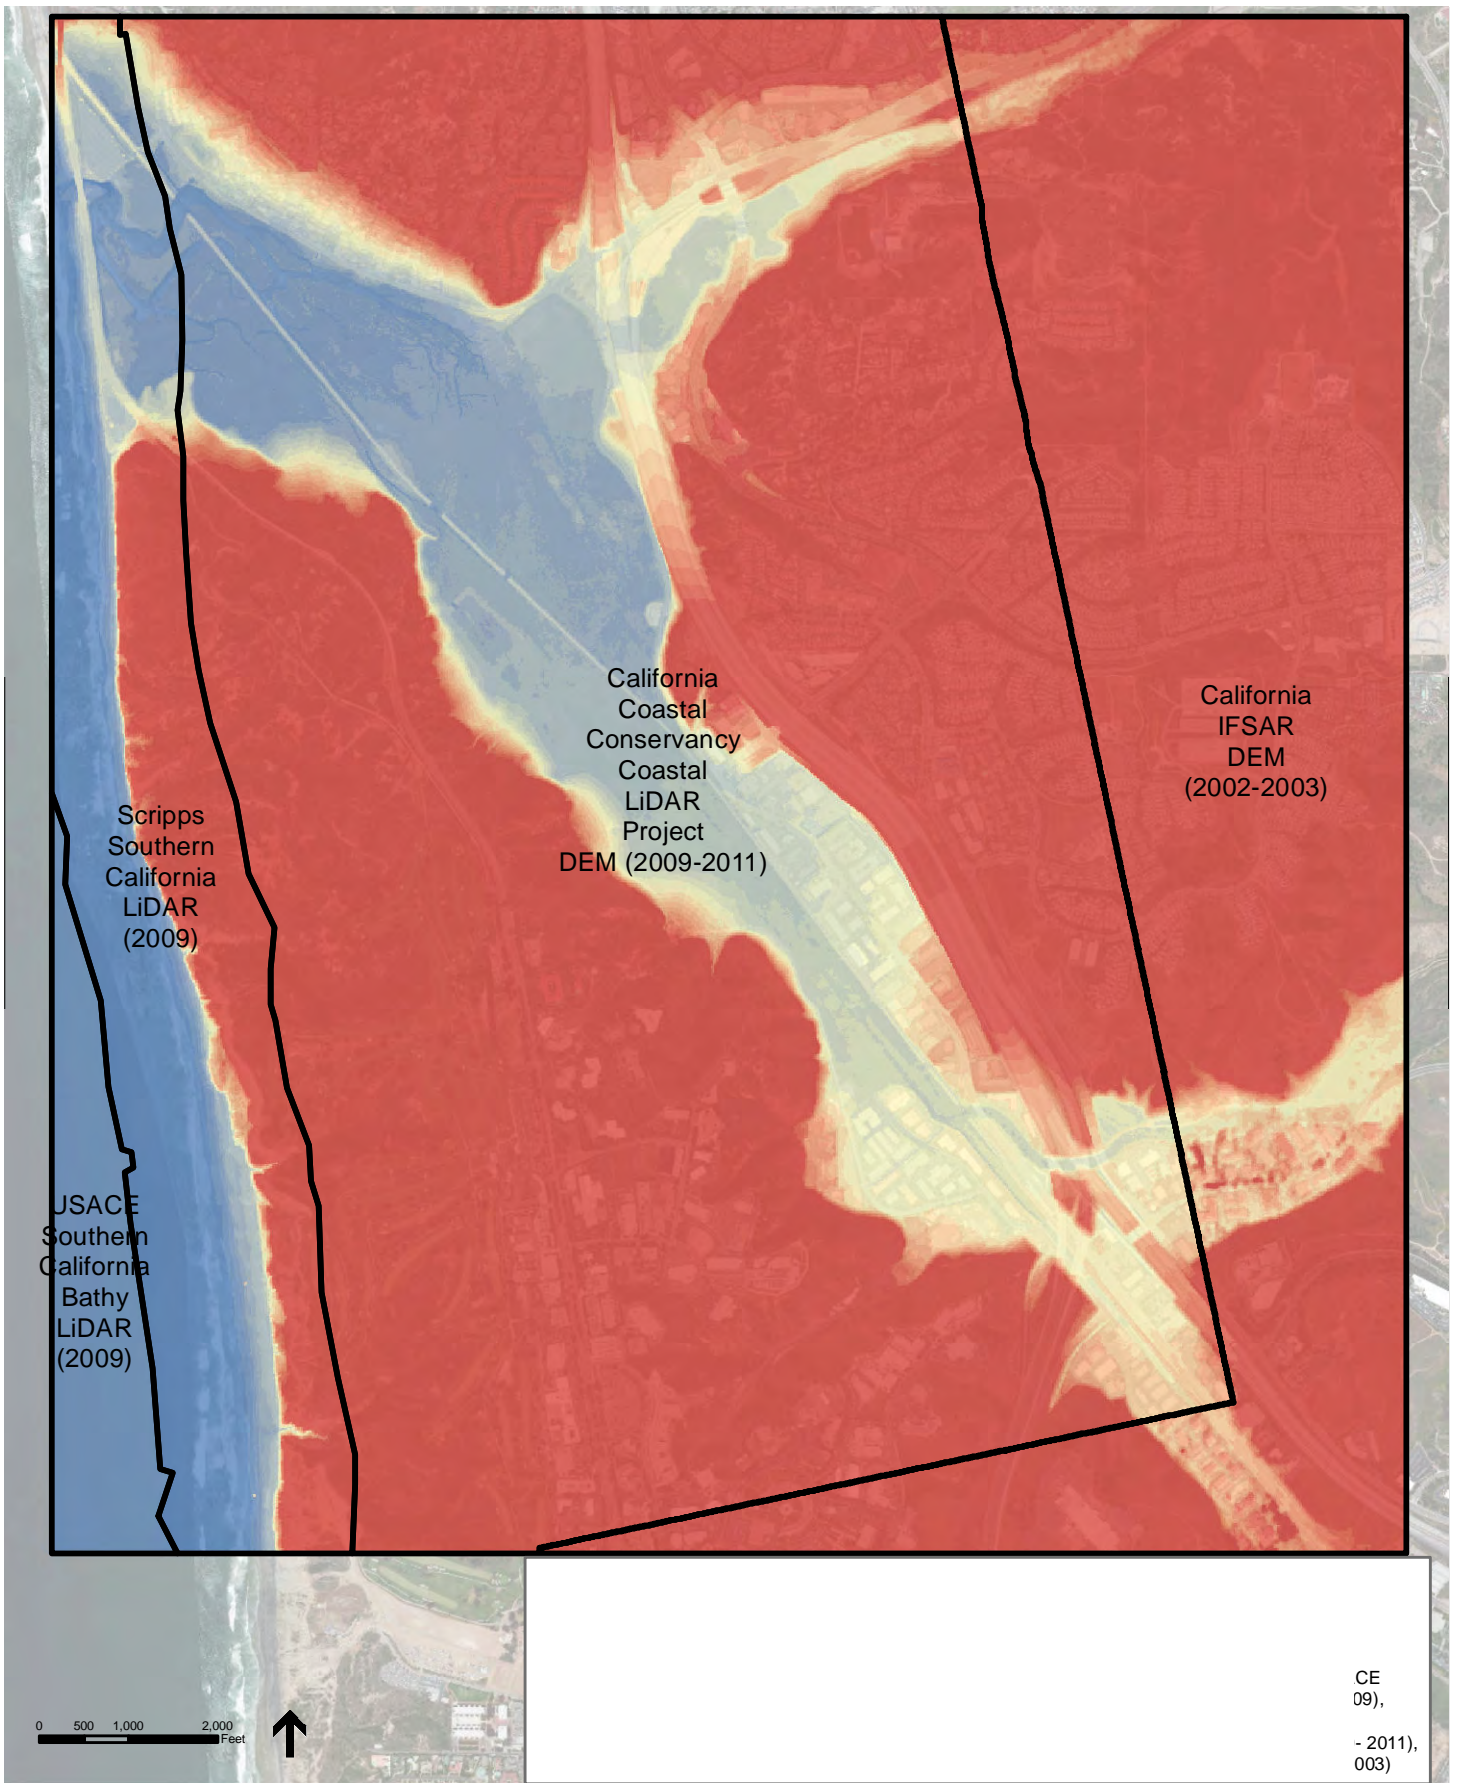 California
Coastal
Conservancy
Coastal
LiDAR
Project
DEM (2009-2011)
California
IFSAR
DEM
(2002-2003)
Scripps
Southern
California
LiDAR
(2009)
USACE
Southern
California
Bathy
LiDAR
(2009)
CE
09),
- 2011),
003)
0 500 1,000 2,000
Feet